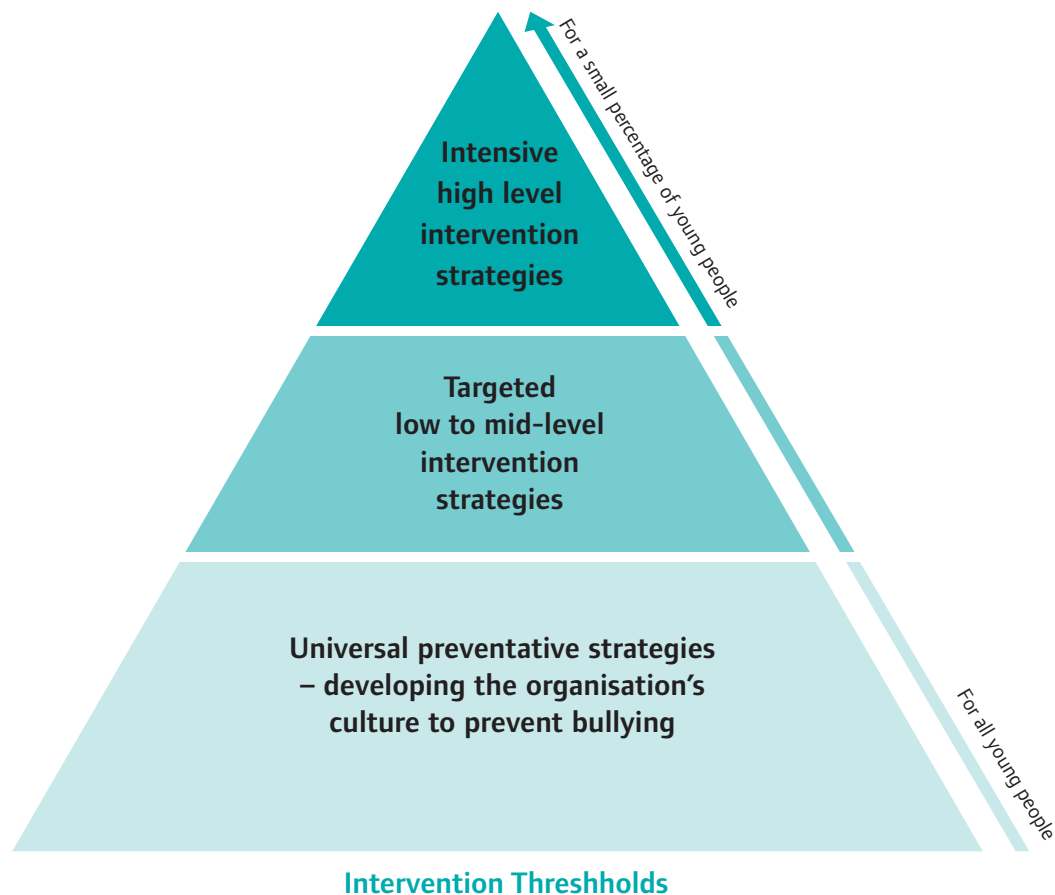 For a small percentage of young people
Intensive
high level
intervention
strategies
Targeted
low to mid-level
intervention
strategies
Universal preventative strategies
– developing the organisation’s
culture to prevent bullying
For all young people
Intervention Threshholds